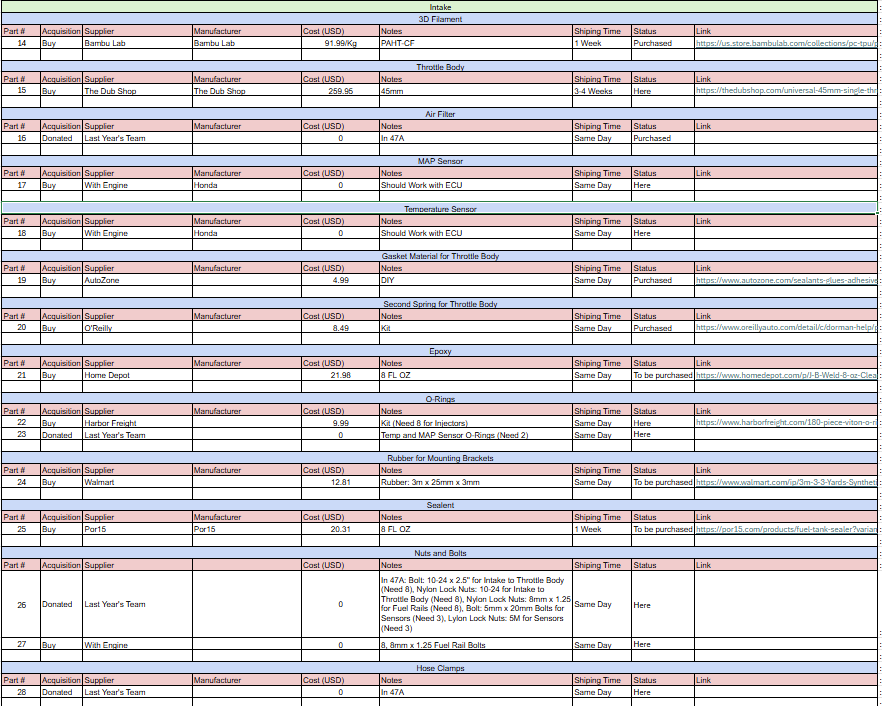 Intake
3D Filament
Part # Acquisition Supplier Manufacturer Cost (USD) Notes Shiping Time Status Link
14 Buy Bambu Lab Bambu Lab 91.99/Kg PAHT-CF 1 Week Purchased https://us.store.bambulab.com/collections/pc-tpu/p
Throttle Body
Part # Acquisition Supplier Manufacturer Cost (USD) Notes Shiping Time Status Link
15 Buy The Dub Shop The Dub Shop 259.95 45mm 3-4 Weeks Here https://thedubshop.com/universal-45mm-single-thr
Air Filter
Part # Acquisition Supplier Manufacturer Cost (USD) Notes Shiping Time Status Link
16 Donated Last Year's Team 0 In 47A Same Day Purchased
MAP Sensor
Part # Acquisition Supplier Manufacturer Cost (USD) Notes Shiping Time Status Link
17 Buy With Engine Honda 0 Should Work with ECU Same Day Here
Temperature Sensor
Part # Acquisition Supplier Manufacturer Cost (USD) Notes Shiping Time Status Link
18 Buy With Engine Honda 0 Should Work with ECU Same Day Here
Gasket Material for Throttle Body
Part # Acquisition Supplier Manufacturer Cost (USD) Notes Shiping Time Status Link
19 Buy AutoZone 4.99 DIY Same Day Purchased https://www.autozone.com/sealants-glues-adhesive
Second Spring for Throttle Body
Part # Acquisition Supplier Manufacturer Cost (USD) Notes Shiping Time Status Link
20 Buy O'Reilly 8.49 Kit Same Day Purchased https://www.oreillyauto.com/detail/c/dorman-help/p
Epoxy
Part # Acquisition Supplier Manufacturer Cost (USD) Notes Shiping Time Status Link
21 Buy Home Depot 21.98 8 FL OZ Same Day To be purchased https://www.homedepot.com/p/J-B-Weld-8-oz-Clea
O-Rings
Part # Acquisition Supplier Manufacturer Cost (USD) Notes Shiping Time Status Link
22 Buy Harbor Freight 9.99 Kit (Need 8 for Injectors) Same Day Here https://www.harborfreight.com/180-piece-viton-o-ri
23 Donated Last Year's Team 0 Temp and MAP Sensor O-Rings (Need 2) Same Day Here
Rubber for Mounting Brackets
Part # Acquisition Supplier Manufacturer Cost (USD) Notes Shiping Time Status Link
24 Buy Walmart 12.81 Rubber: 3m x 25mm x 3mm Same Day To be purchased https://www.walmart.com/ip/3m-3-3-Yards-Syntheti
Sealent
Part # Acquisition Supplier Manufacturer Cost (USD) Notes Shiping Time Status Link
25 Buy Por15 Por15 20.31 8 FL OZ 1 Week To be purchased https://por15.com/products/fuel-tank-sealer?varian
Nuts and Bolts
Part # Acquisition Supplier Manufacturer Cost (USD) Notes Shiping Time Status Link
In 47A: Bolt: 10-24 x 2.5" for Intake to Throttle Body
(Need 8), Nylon Lock Nuts: 10-24 for Intake to
Throttle Body (Need 8), Nylon Lock Nuts: 8mm x 1.25
26 Donated Last Year's Team 0 for Fuel Rails (Need 8), Bolt: 5mm x 20mm Bolts for Same Day Here
Sensors (Need 3), Lylon Lock Nuts: 5M for Sensors
(Need 3)
27 Buy With Engine 0 8, 8mm x 1.25 Fuel Rail Bolts Same Day Here
Hose Clamps
Part # Acquisition Supplier Manufacturer Cost (USD) Notes Shiping Time Status Link
28 Donated Last Year's Team 0 In 47A Same Day Here